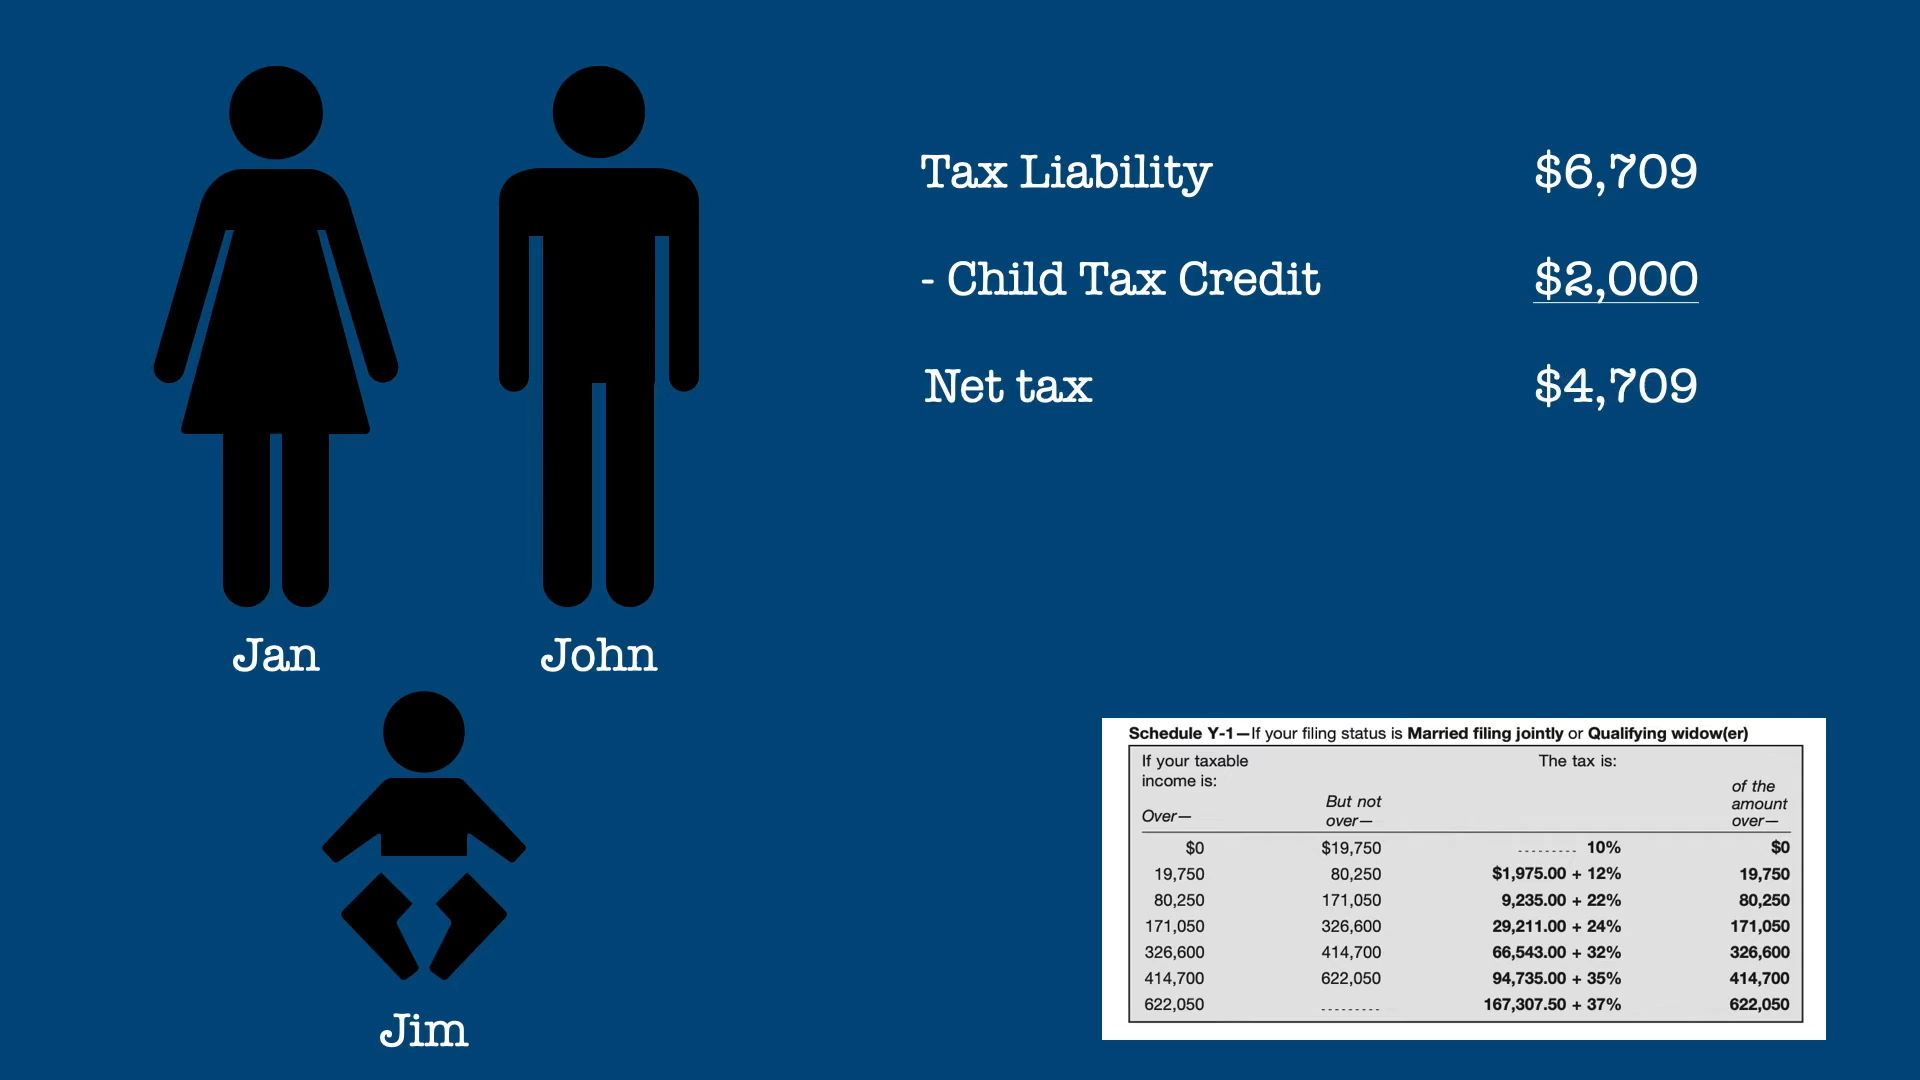 Tax Liability $6,709
- Child Tax Credit $2,000
Net tax $4,709
Jan John
Jim
Schedule Y-1—If your filing status is Married filing jointly or Qualifying widow(er)
If your taxable income is: The tax is:
Over— But not over— of the amount over—
$0 $19,750 ......... 10% $0
19,750 80,250 $1,975.00 + 12% 19,750
80,250 171,050 9,235.00 + 22% 80,250
171,050 326,600 29,211.00 + 24% 171,050
326,600 414,700 66,543.00 + 32% 326,600
414,700 622,050 94,735.00 + 35% 414,700
622,050 ......... 167,307.50 + 37% 622,050